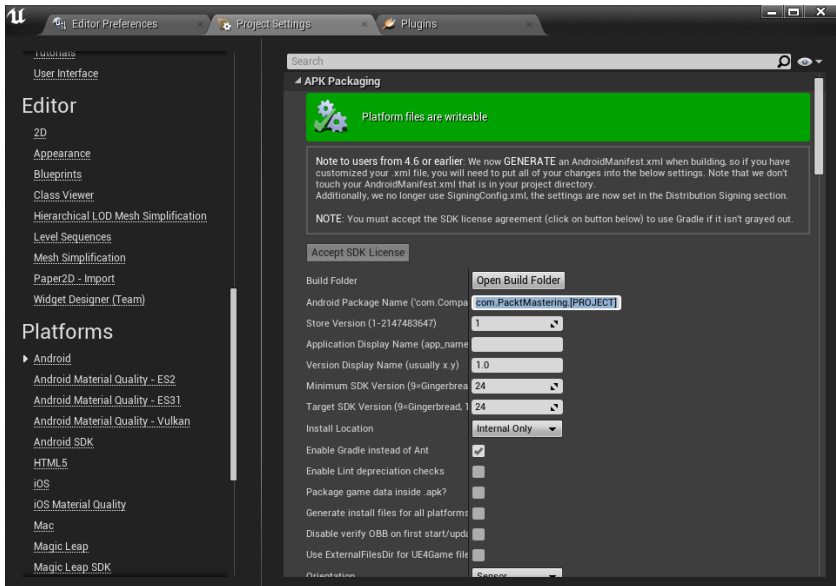 Editor Preferences
Project Settings
Plugins
Tutorials
User Interface
Editor
2D
Appearance
Blueprints
Class Viewer
Hierarchical LOD Mesh Simplification
Level Sequences
Mesh Simplification
Paper2D - Import
Widget Designer (Team)
Platforms
Android
Android Material Quality - ES2
Android Material Quality - ES31
Android Material Quality - Vulkan
Android SDK
HTML5
iOS
iOS Material Quality
Mac
Magic Leap
Magic Leap SDK
Search
APK Packaging
Platform files are writeable
Note to users from 4.6 or earlier: We now GENERATE an AndroidManifest.xml when building, so if you have
customized your .xml file, you will need to put all of your changes into the below settings. Note that we don't
touch your AndroidManifest.xml that is in your project directory.
Additionally, we no longer use SigningConfig.xml, the settings are now set in the Distribution Signing section.
NOTE: You must accept the SDK license agreement (click on button below) to use Gradle if it isn't grayed out.
Accept SDK License
Build Folder Open Build Folder
Android Package Name ('com.Compa com.PacktMastering.[PROJECT]
Store Version (1-2147483647) 1
Application Display Name (app_name
Version Display Name (usually x.y) 1.0
Minimum SDK Version (9=Gingerbrea 24
Target SDK Version (9=Gingerbread, 1 24
Install Location Internal Only
Enable Gradle instead of Ant
Enable Lint depreciation checks
Package game data inside .apk?
Generate install files for all platforms
Disable verify OBB on first start/upda
Use ExternalFilesDir for UE4Game file
Orientation Sensor